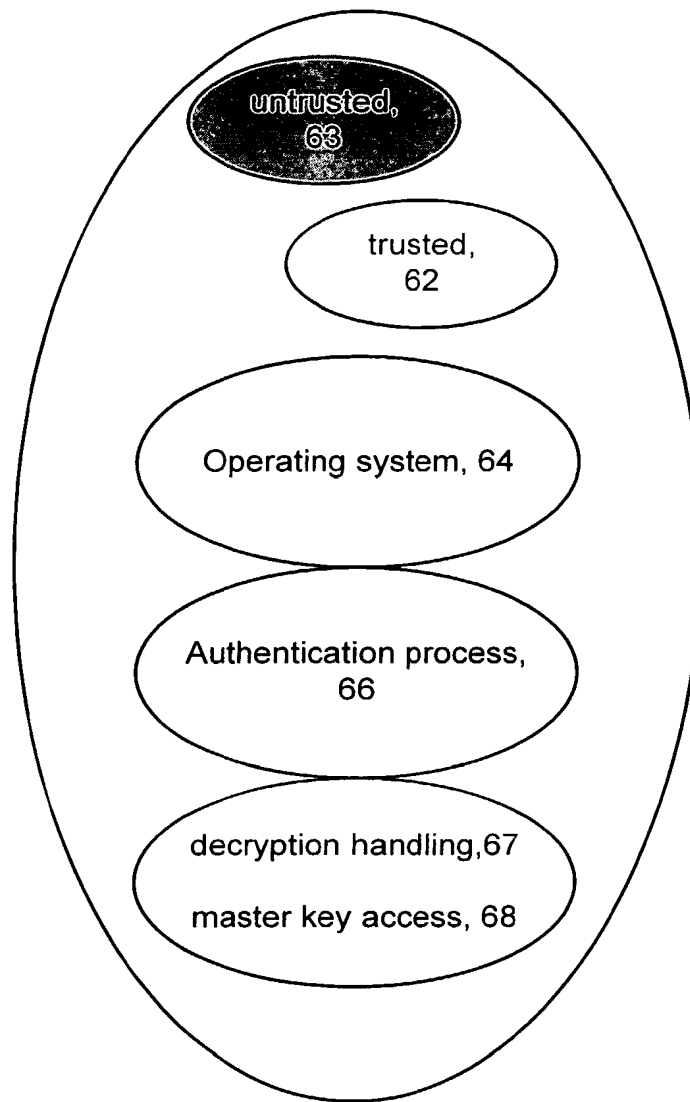 untrusted,
63
trusted,
62
Operating system, 64
Authentication process,
66
decryption handling,67
master key access, 68